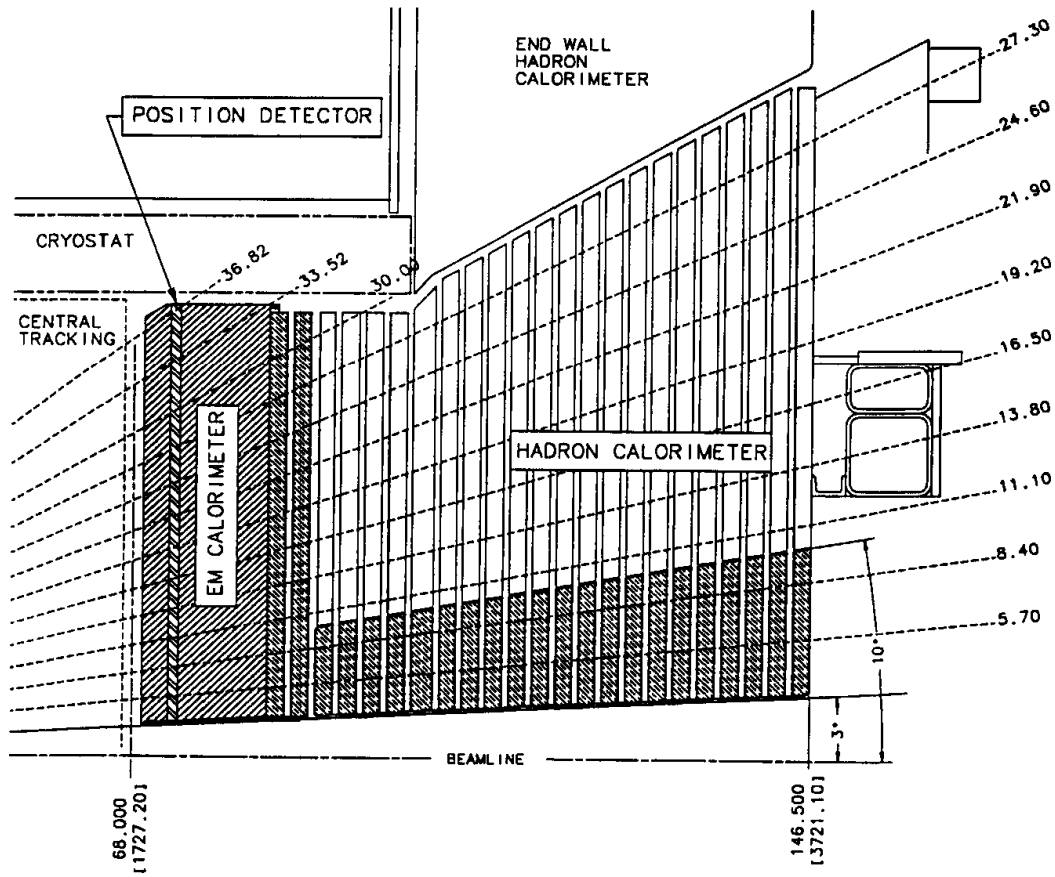 END WALL
HADRON
CALORIMETER
27.30
POSITION DETECTOR
24.60
21.90
CRYOSTAT
36.82
33.52
30.00
19.20
CENTRAL
TRACKING
16.50
13.80
EM CALORIMETER
HADRON CALORIMETER
11.10
8.40
5.70
10°
3°
BEAMLINE
68.000
[1727.20]
146.500
[3721.10]